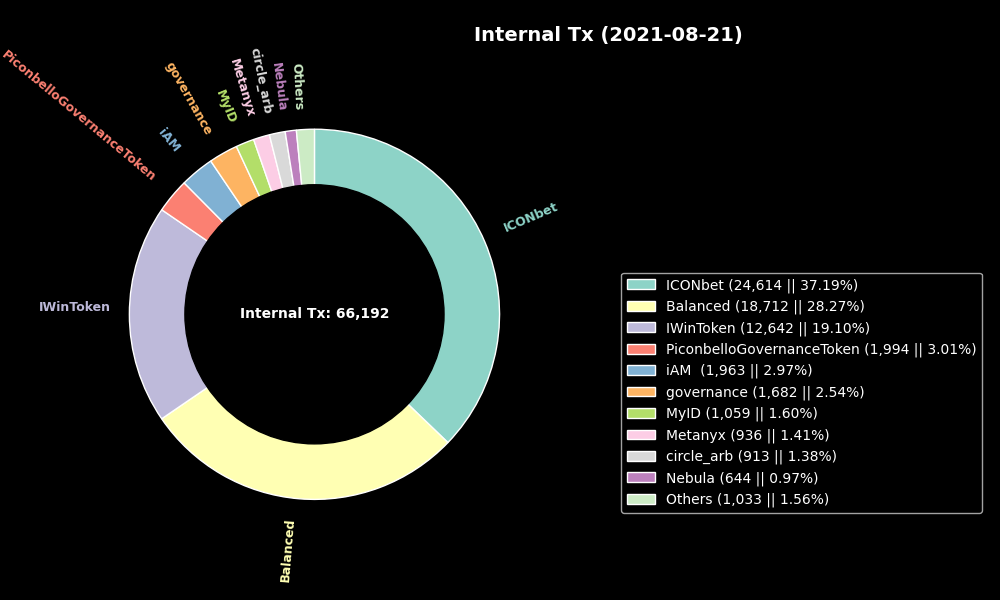 Internal Tx (2021-08-21)
PiconbelloGovernanceToken
iAM
governance
MyID
Metanyx
circle_arb
Nebula
Others
ICONbet
IWinToken
Internal Tx: 66,192
Balanced
ICONbet (24,614 || 37.19%)
Balanced (18,712 || 28.27%)
IWinToken (12,642 || 19.10%)
PiconbelloGovernanceToken (1,994 || 3.01%)
iAM  (1,963 || 2.97%)
governance (1,682 || 2.54%)
MyID (1,059 || 1.60%)
Metanyx (936 || 1.41%)
circle_arb (913 || 1.38%)
Nebula (644 || 0.97%)
Others (1,033 || 1.56%)